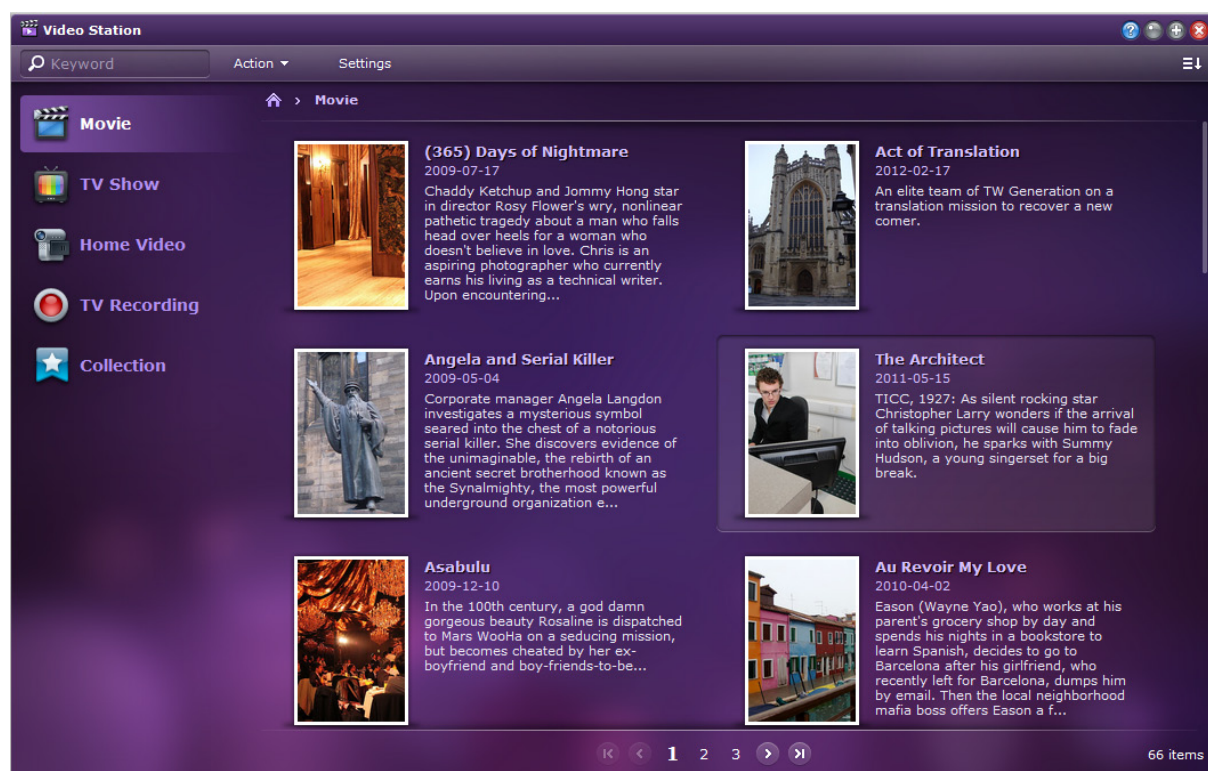 Video Station
Keyword
Action
Settings
Movie
TV Show
Home Video
TV Recording
Collection
› Movie
(365) Days of Nightmare
2009-07-17
Chaddy Ketchup and Jommy Hong star
in director Rosy Flower's wry, nonlinear
pathetic tragedy about a man who falls
head over heels for a woman who
doesn't believe in love. Chris is an
aspiring photographer who currently
earns his living as a technical writer.
Upon encountering...
Act of Translation
2012-02-17
An elite team of TW Generation on a
translation mission to recover a new
comer.
Angela and Serial Killer
2009-05-04
Corporate manager Angela Langdon
investigates a mysterious symbol
seared into the chest of a notorious
serial killer. She discovers evidence of
the unimaginable, the rebirth of an
ancient secret brotherhood known as
the Synalmighty, the most powerful
underground organization e...
The Architect
2011-05-15
TICC, 1927: As silent rocking star
Christopher Larry wonders if the arrival
of talking pictures will cause him to fade
into oblivion, he sparks with Summy
Hudson, a young singerset for a big
break.
Asabulu
2009-12-10
In the 100th century, a god damn
gorgeous beauty Rosaline is dispatched
to Mars WooHa on a seducing mission,
but becomes cheated by her ex-
boyfriend and boy-friends-to-be...
Au Revoir My Love
2010-04-02
Eason (Wayne Yao), who works at his
parent's grocery shop by day and
spends his nights in a bookstore to
learn Spanish, decides to go to
Barcelona after his girlfriend, who
recently left for Barcelona, dumps him
by email. Then the local neighborhood
mafia boss offers Eason a f...
1 2 3
66 items